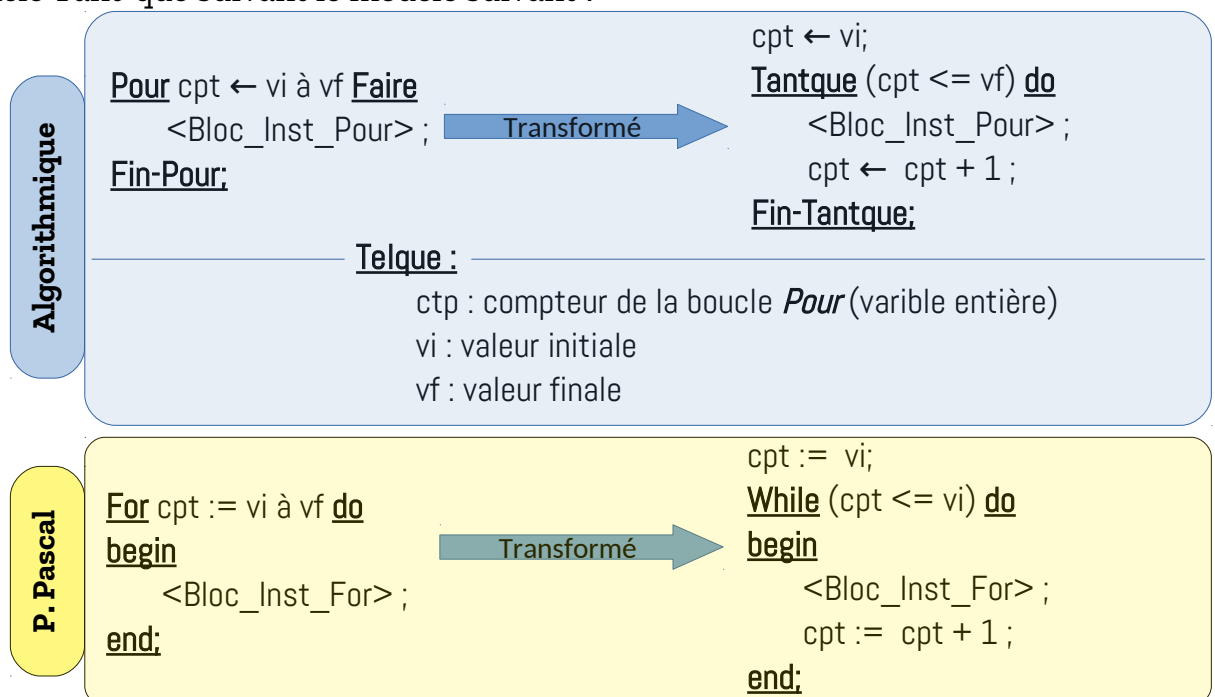 Algorithmique
Pour cpt ← vi à vf Faire
<Bloc_Inst_Pour> ;
Fin-Pour;
Transformé
cpt ← vi;
Tantque (cpt <= vf) do
<Bloc_Inst_Pour> ;
cpt ← cpt + 1 ;
Fin-Tantque;
Telque :
ctp : compteur de la boucle Pour (varible entière)
vi : valeur initiale
vf : valeur finale
P. Pascal
For cpt := vi à vf do
begin
<Bloc_Inst_For> ;
end;
Transformé
cpt := vi;
While (cpt <= vi) do
begin
<Bloc_Inst_For> ;
cpt := cpt + 1 ;
end;